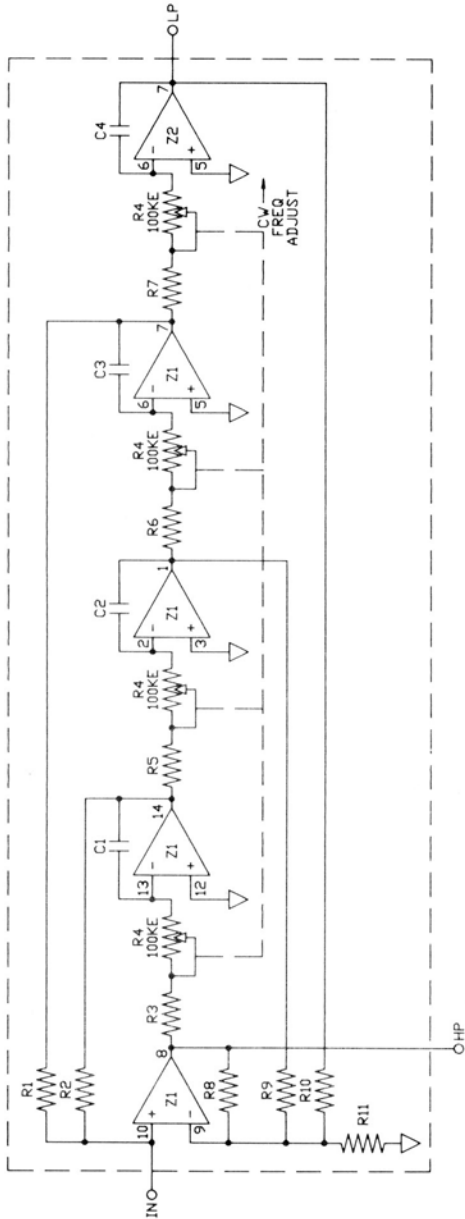 R1
R2
C1
C2
C3
C4
IN
10
+
9
-
Z1
8
R3
R4
100KE
13
-
12
+
Z1
14
R5
R4
100KE
2
-
3
+
Z1
1
R6
R4
100KE
6
-
5
+
Z1
7
R7
R4
100KE
6
-
5
+
Z2
7
LP
CW
FREQ
ADJUST
R8
R9
R10
R11
HP